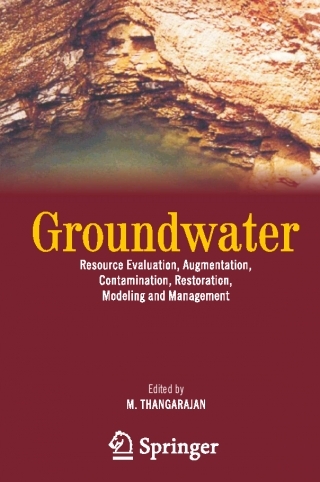 Groundwater
Resource Evaluation, Augmentation,
Contamination, Restoration,
Modeling and Management
Edited by
M. THANGARAJAN
Springer